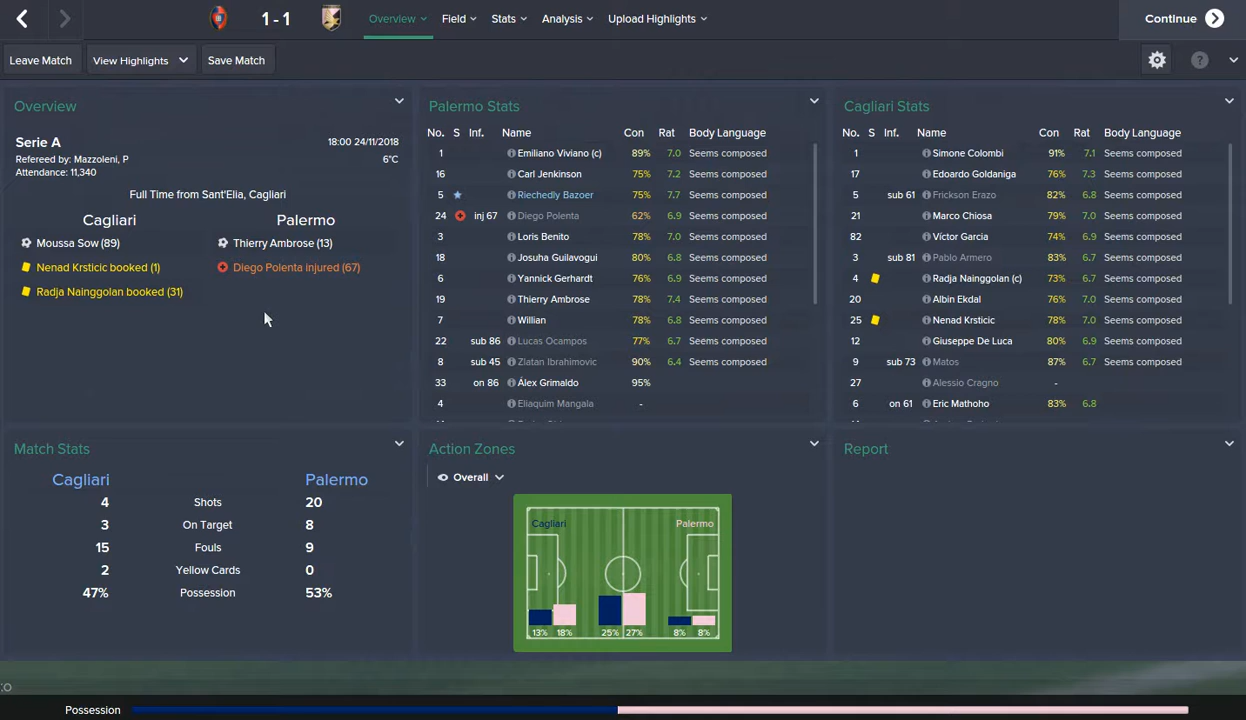 1 - 1
Overview
Field
Stats
Analysis
Upload Highlights
Continue
Leave Match
View Highlights
Save Match
?
Overview
Serie A
18:00 24/11/2018
Refereed by: Mazzoleni, P
6°C
Attendance: 11,340
Full Time from Sant'Elia, Cagliari
Cagliari Palermo
Moussa Sow (89) Thierry Ambrose (13)
Nenad Krsticic booked (1) Diego Polenta injured (67)
Radja Nainggolan booked (31)
Palermo Stats
No. S Inf. Name Con Rat Body Language
1 Emiliano Viviano (c) 89% 7.0 Seems composed
16 Carl Jenkinson 75% 7.2 Seems composed
5 Riechedly Bazoer 75% 7.7 Seems composed
24 inj 67 Diego Polenta 62% 6.9 Seems composed
3 Loris Benito 78% 7.0 Seems composed
18 Josuha Guilavogui 80% 6.8 Seems composed
6 Yannick Gerhardt 76% 6.9 Seems composed
19 Thierry Ambrose 78% 7.4 Seems composed
7 Willian 78% 6.8 Seems composed
22 sub 86 Lucas Ocampos 77% 6.7 Seems composed
8 sub 45 Zlatan Ibrahimovic 90% 6.4 Seems composed
33 on 86 Álex Grimaldo 95%
4 Eliaquim Mangala -
Cagliari Stats
No. S Inf. Name Con Rat Body Language
1 Simone Colombi 91% 7.1 Seems composed
17 Edoardo Goldaniga 76% 7.3 Seems composed
5 sub 61 Frickson Erazo 82% 6.8 Seems composed
21 Marco Chiosa 79% 7.0 Seems composed
82 Víctor Garcia 74% 6.9 Seems composed
3 sub 81 Pablo Armero 83% 6.7 Seems composed
4 Radja Nainggolan (c) 73% 6.7 Seems composed
20 Albin Ekdal 76% 7.0 Seems composed
25 Nenad Krsticic 78% 7.0 Seems composed
12 Giuseppe De Luca 80% 6.9 Seems composed
9 sub 73 Matos 87% 6.7 Seems composed
27 Alessio Cragno -
6 on 61 Eric Mathoho 83% 6.8
Match Stats
Cagliari Palermo
4 Shots 20
3 On Target 8
15 Fouls 9
2 Yellow Cards 0
47% Possession 53%
Action Zones
Overall
Cagliari Palermo
13% 18% 25% 27% 8% 8%
Report
Possession